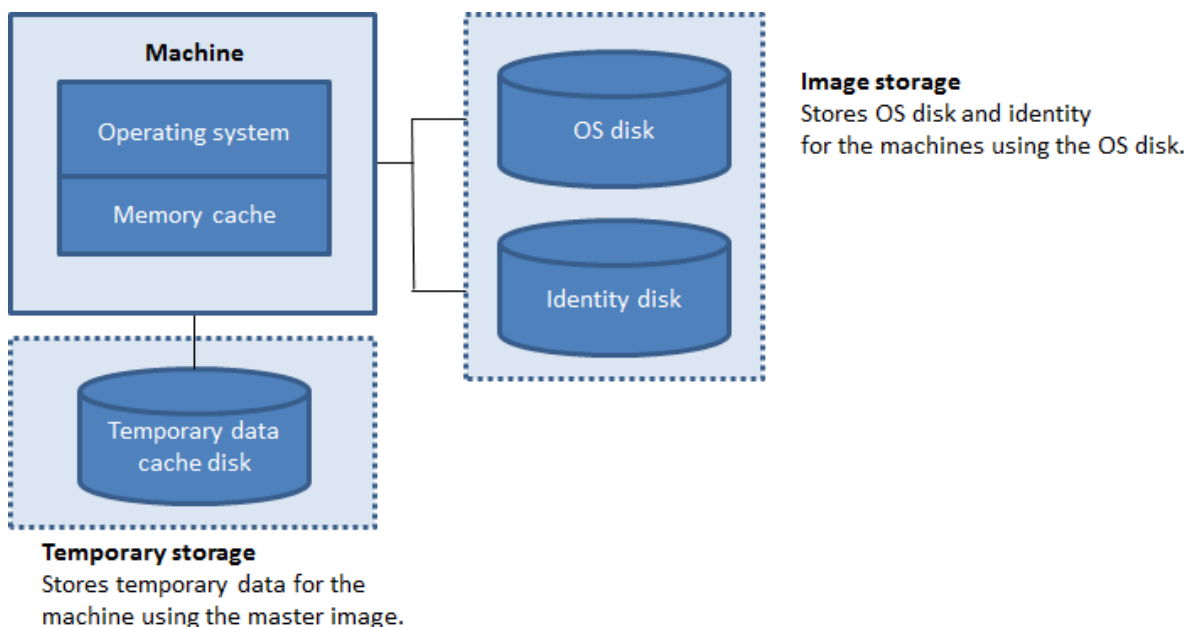 Machine
Operating system
Memory cache
OS disk
Identity disk
Image storage
Stores OS disk and identity
for the machines using the OS disk.
Temporary data
cache disk
Temporary storage
Stores temporary data for the
machine using the master image.